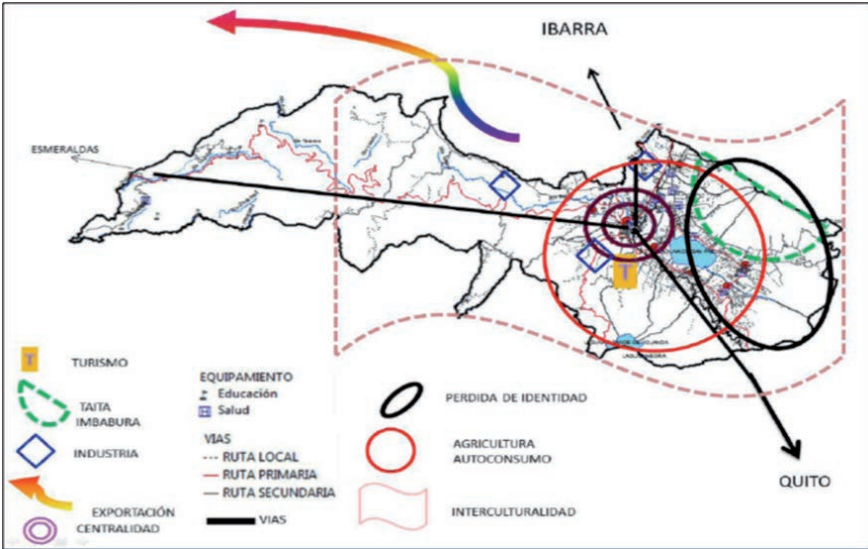 IBARRA
ESMERALDAS
QUITO
T
T
TURISMO
TAITA
IMBABURA
INDUSTRIA
EXPORTACIÓN
CENTRALIDAD
EQUIPAMIENTO
Educación
Salud
VIAS
RUTA LOCAL
RUTA PRIMARIA
RUTA SECUNDARIA
VIAS
PERDIDA DE IDENTIDAD
AGRICULTURA
AUTOCONSUMO
INTERCULTURALIDAD